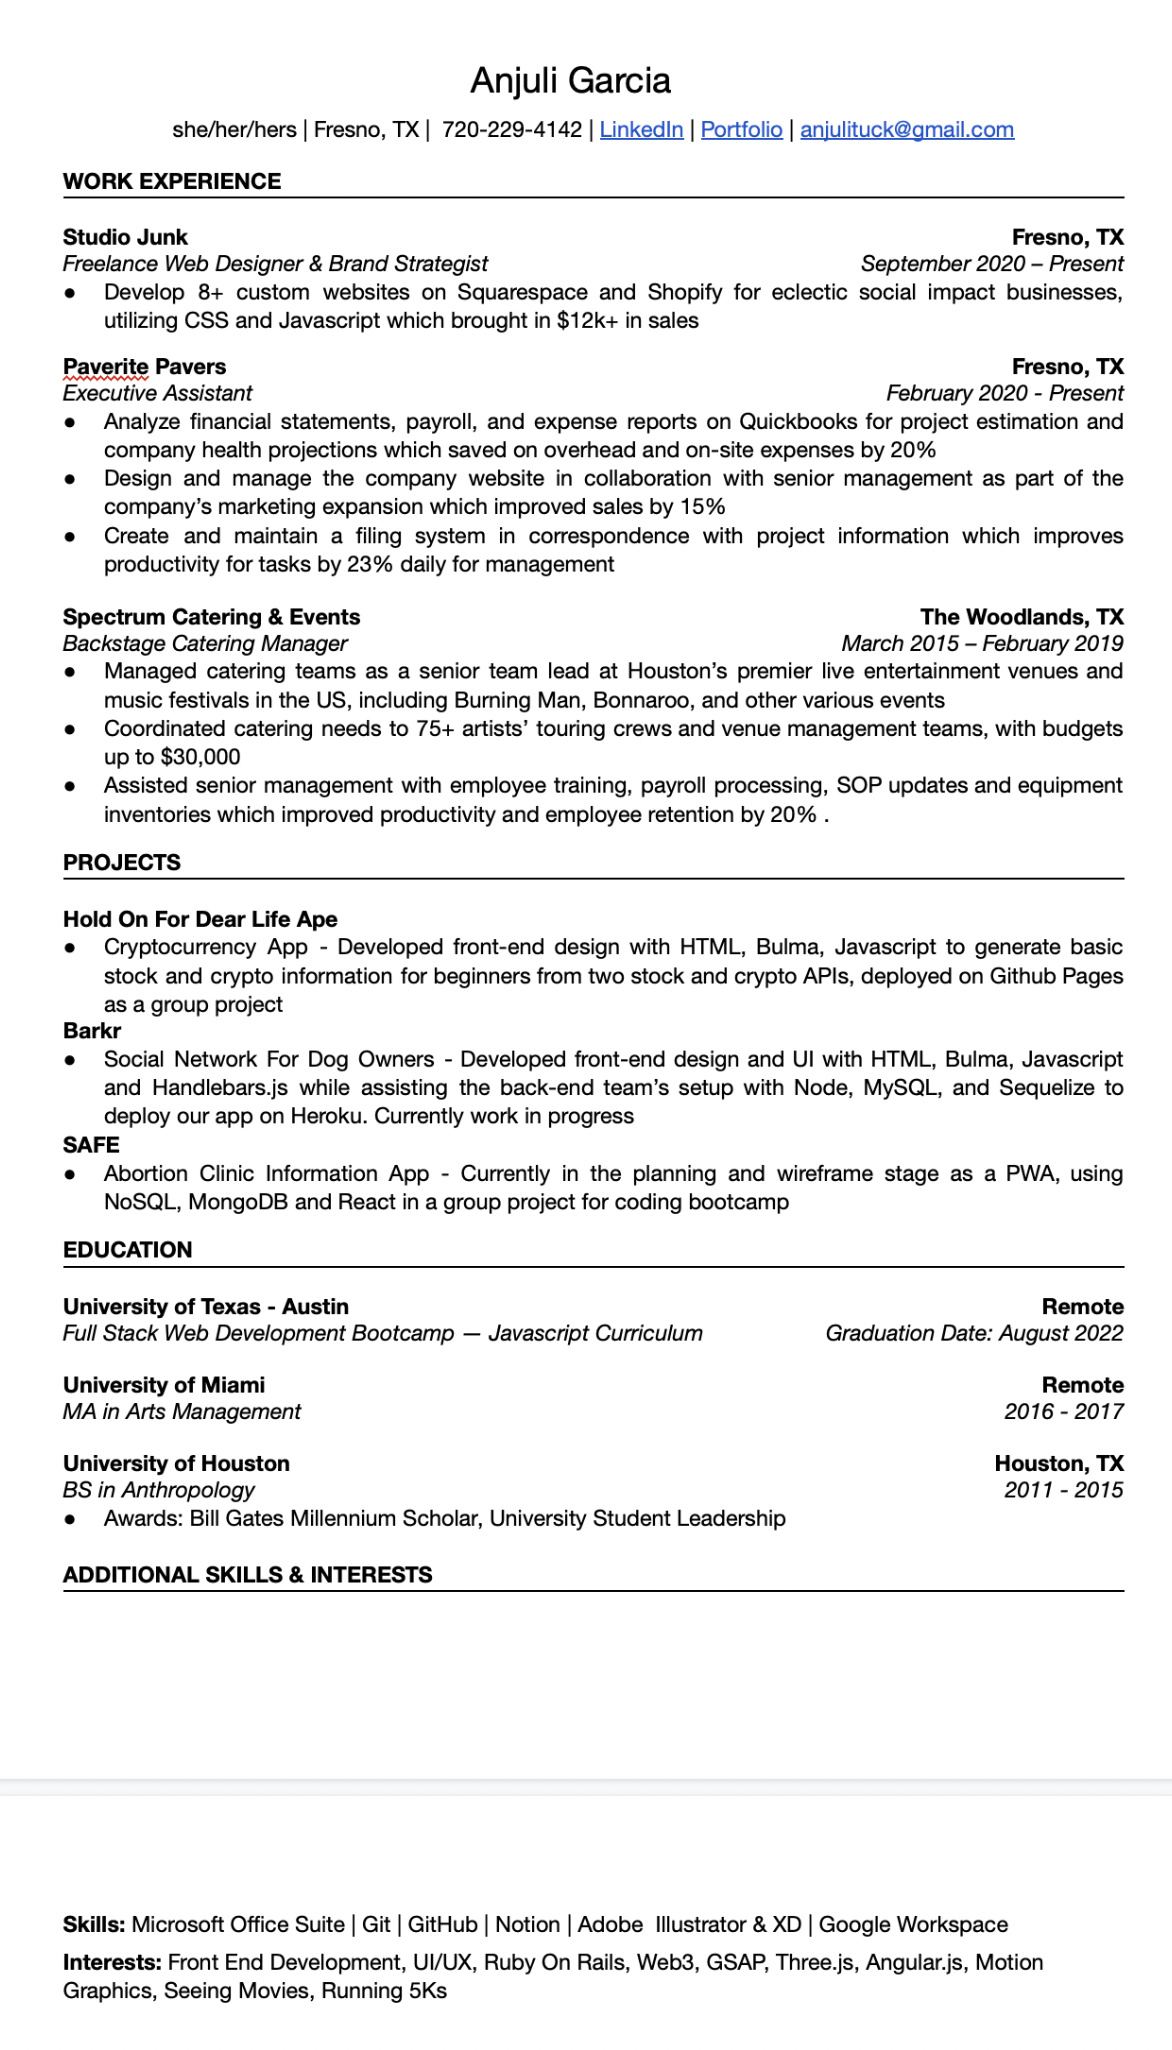 Anjuli Garcia
she/her/hers | Fresno, TX | 720-229-4142 | LinkedIn | Portfolio | anjulituck@gmail.com
WORK EXPERIENCE
Studio Junk Fresno, TX
Freelance Web Designer & Brand Strategist September 2020 – Present
● Develop 8+ custom websites on Squarespace and Shopify for eclectic social impact businesses,
utilizing CSS and Javascript which brought in $12k+ in sales
Paverite Pavers Fresno, TX
Executive Assistant February 2020 - Present
● Analyze financial statements, payroll, and expense reports on Quickbooks for project estimation and
company health projections which saved on overhead and on-site expenses by 20%
● Design and manage the company website in collaboration with senior management as part of the
company’s marketing expansion which improved sales by 15%
● Create and maintain a filing system in correspondence with project information which improves
productivity for tasks by 23% daily for management
Spectrum Catering & Events The Woodlands, TX
Backstage Catering Manager March 2015 – February 2019
● Managed catering teams as a senior team lead at Houston’s premier live entertainment venues and
music festivals in the US, including Burning Man, Bonnaroo, and other various events
● Coordinated catering needs to 75+ artists’ touring crews and venue management teams, with budgets
up to $30,000
● Assisted senior management with employee training, payroll processing, SOP updates and equipment
inventories which improved productivity and employee retention by 20% .
PROJECTS
Hold On For Dear Life Ape
● Cryptocurrency App - Developed front-end design with HTML, Bulma, Javascript to generate basic
stock and crypto information for beginners from two stock and crypto APIs, deployed on Github Pages
as a group project
Barkr
● Social Network For Dog Owners - Developed front-end design and UI with HTML, Bulma, Javascript
and Handlebars.js while assisting the back-end team’s setup with Node, MySQL, and Sequelize to
deploy our app on Heroku. Currently work in progress
SAFE
● Abortion Clinic Information App - Currently in the planning and wireframe stage as a PWA, using
NoSQL, MongoDB and React in a group project for coding bootcamp
EDUCATION
University of Texas - Austin Remote
Full Stack Web Development Bootcamp — Javascript Curriculum Graduation Date: August 2022
University of Miami Remote
MA in Arts Management 2016 - 2017
University of Houston Houston, TX
BS in Anthropology 2011 - 2015
● Awards: Bill Gates Millennium Scholar, University Student Leadership
ADDITIONAL SKILLS & INTERESTS
Skills: Microsoft Office Suite | Git | GitHub | Notion | Adobe Illustrator & XD | Google Workspace
Interests: Front End Development, UI/UX, Ruby On Rails, Web3, GSAP, Three.js, Angular.js, Motion
Graphics, Seeing Movies, Running 5Ks